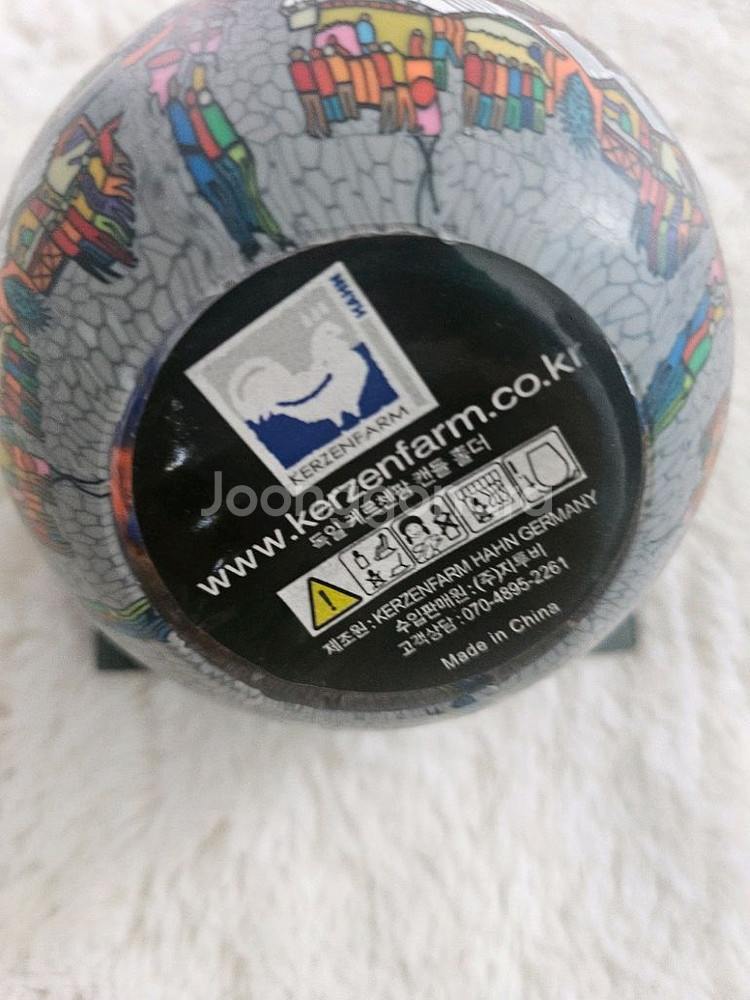 HAHN
KERZENFARM
www.kerzenfarm.co.kr
독일 케르첸팜 캔들 홀더
제조원 : KERZENFARM HAHN GERMANY
수입판매원 : (주)지투비
고객상담 : 070-4895-2261
Made in China